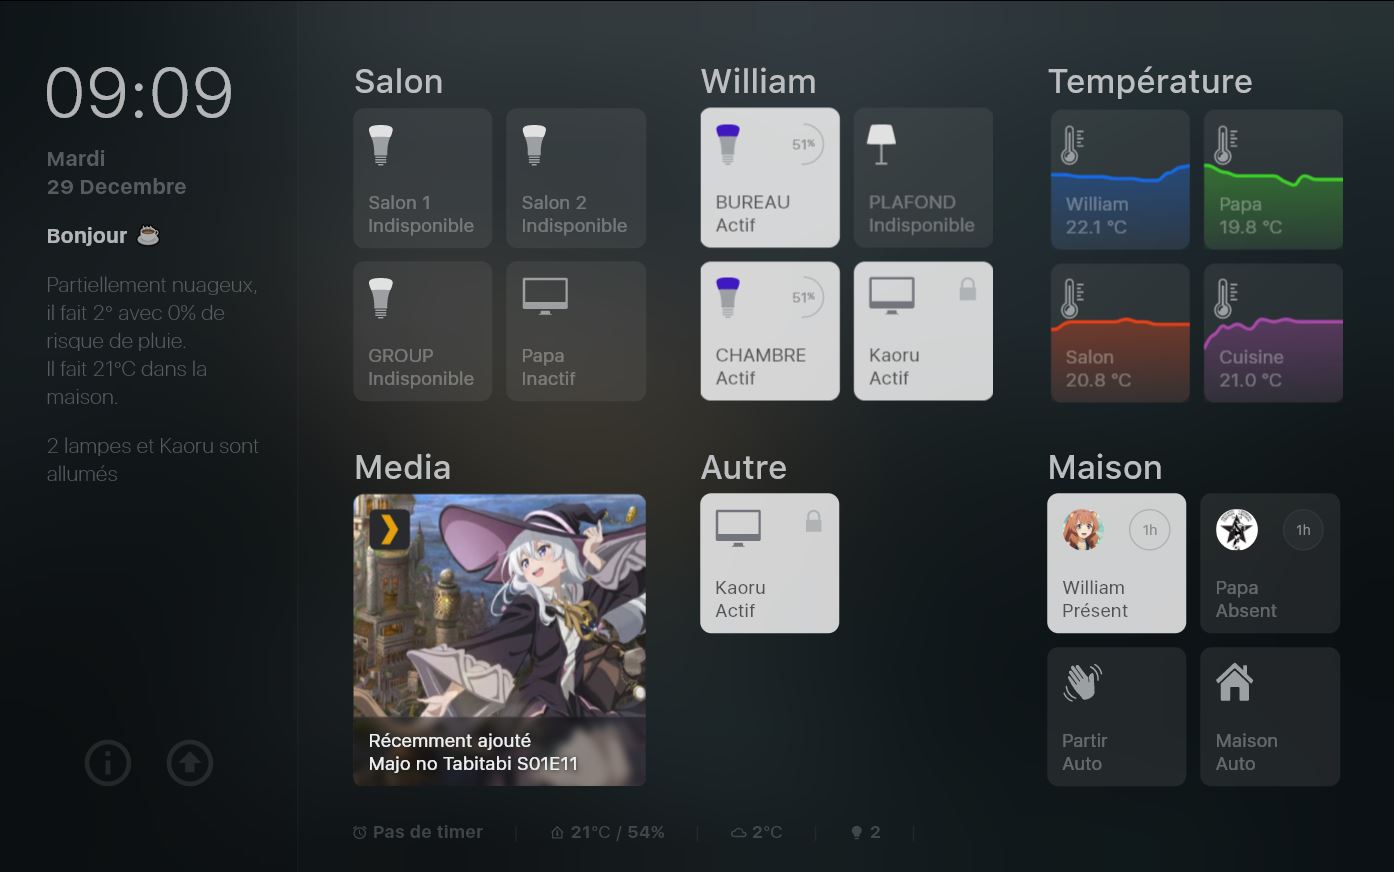 09:09
Mardi
29 Decembre
Bonjour
Partiellement nuageux,
il fait 2° avec 0% de
risque de pluie.
Il fait 21°C dans la
maison.
2 lampes et Kaoru sont
allumés
Salon
Salon 1
Indisponible
Salon 2
Indisponible
GROUP
Indisponible
Papa
Inactif
William
51%
BUREAU
Actif
PLAFOND
Indisponible
51%
CHAMBRE
Actif
Kaoru
Actif
Température
William
22.1 °C
Papa
19.8 °C
Salon
20.8 °C
Cuisine
21.0 °C
Media
Récemment ajouté
Majo no Tabitabi S01E11
Autre
Kaoru
Actif
Maison
1h
William
Présent
1h
Papa
Absent
Partir
Auto
Maison
Auto
Pas de timer | 21°C / 54% | 2°C | 2 |